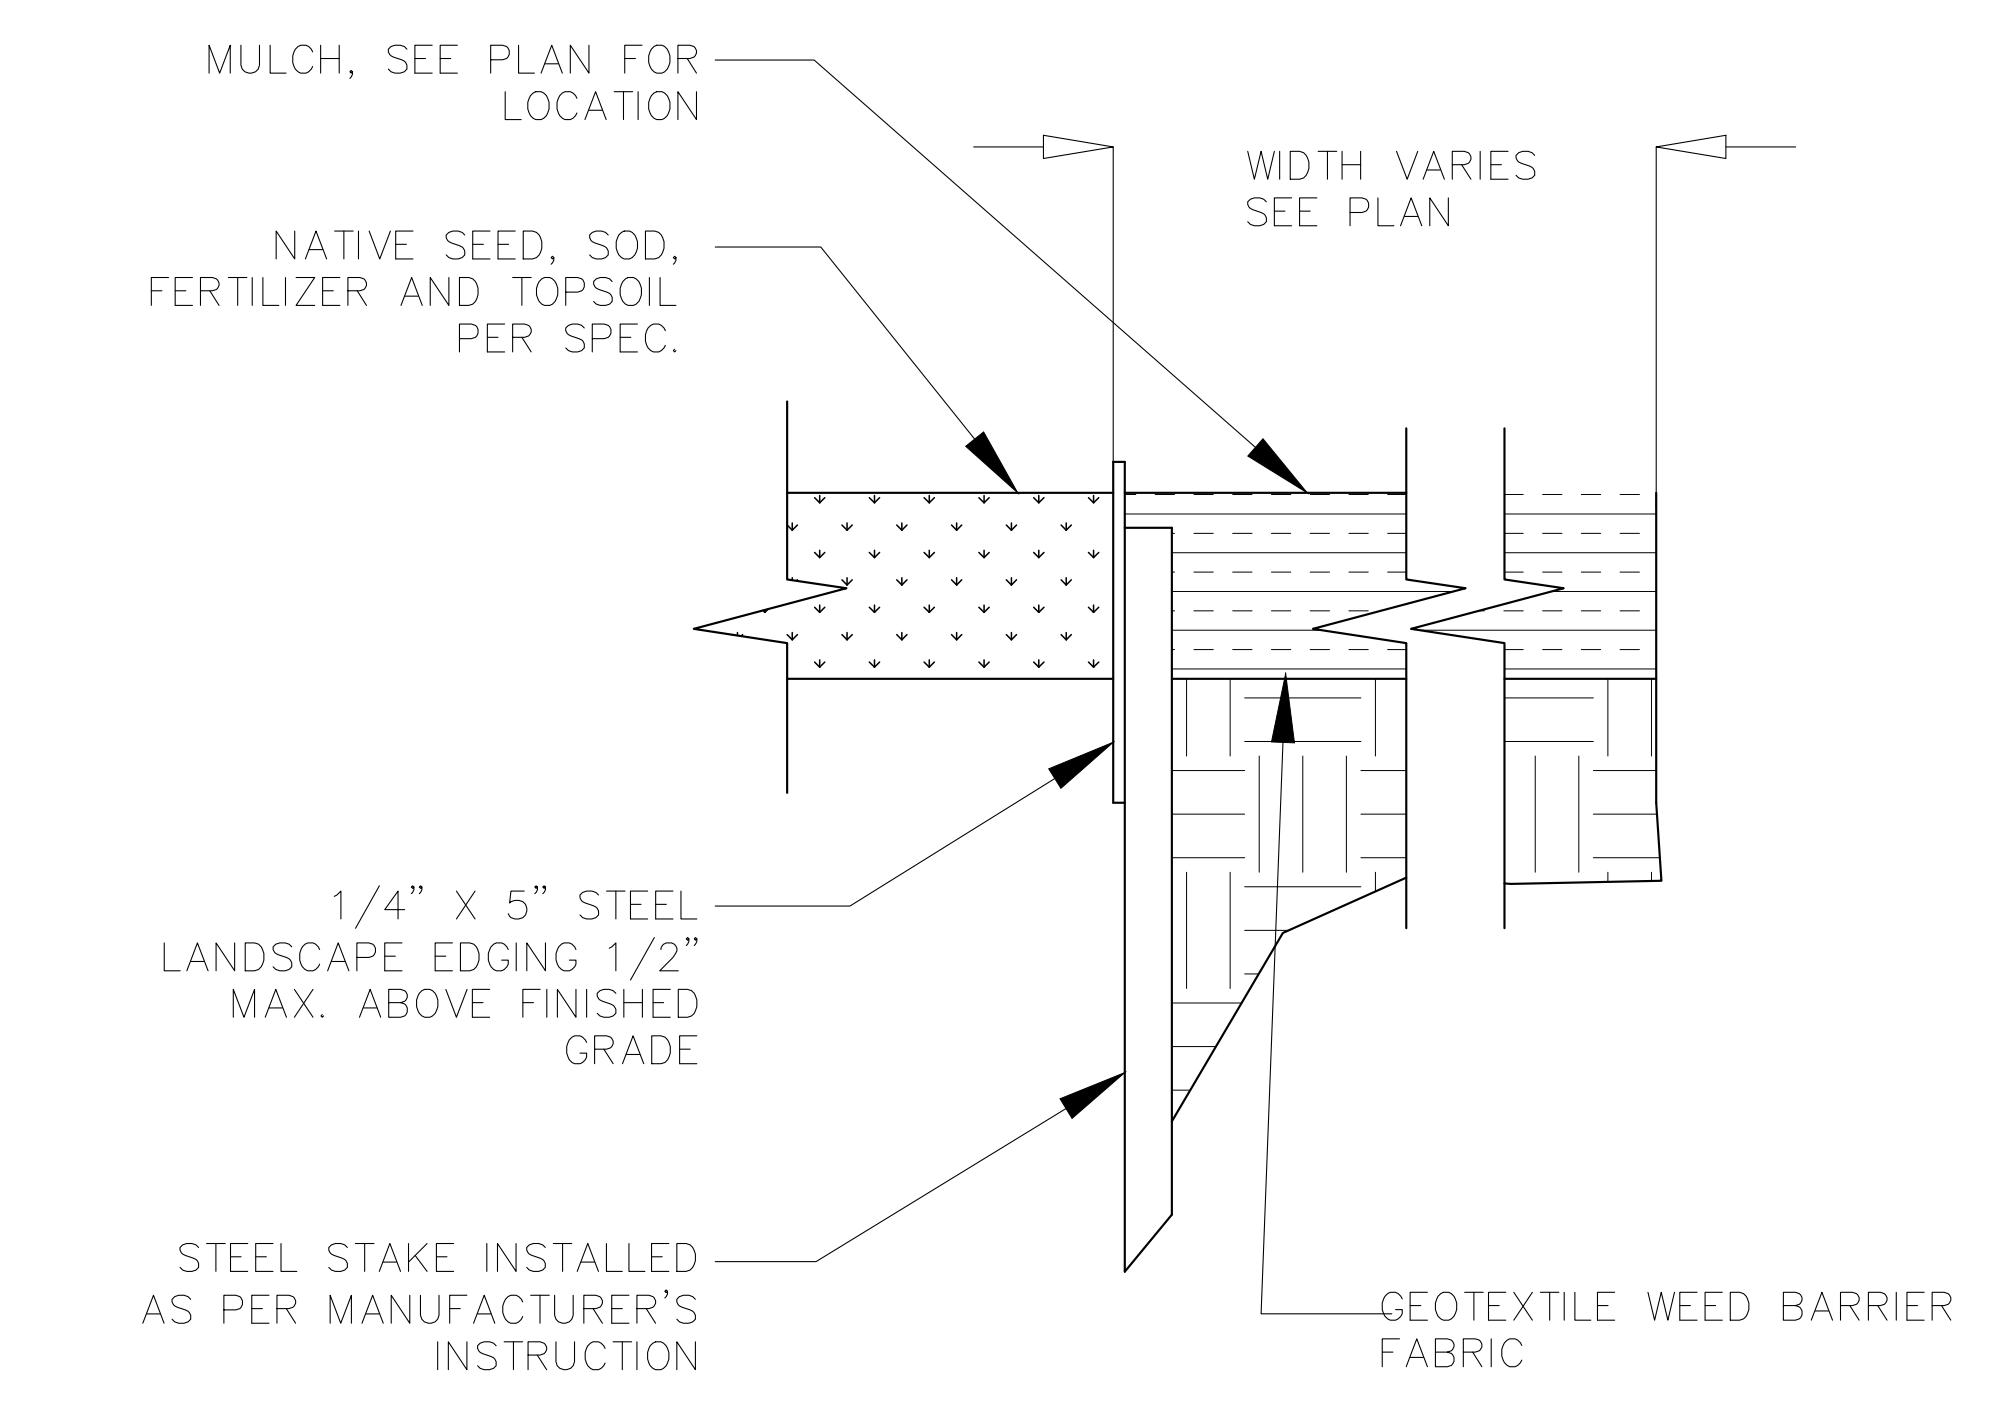 MULCH, SEE PLAN FOR
LOCATION
WIDTH VARIES
SEE PLAN
NATIVE SEED, SOD,
FERTILIZER AND TOPSOIL
PER SPEC.
1/4” X 5” STEEL
LANDSCAPE EDGING 1/2”
MAX. ABOVE FINISHED
GRADE
STEEL STAKE INSTALLED
AS PER MANUFACTURER’S
INSTRUCTION
GEOTEXTILE WEED BARRIER
FABRIC